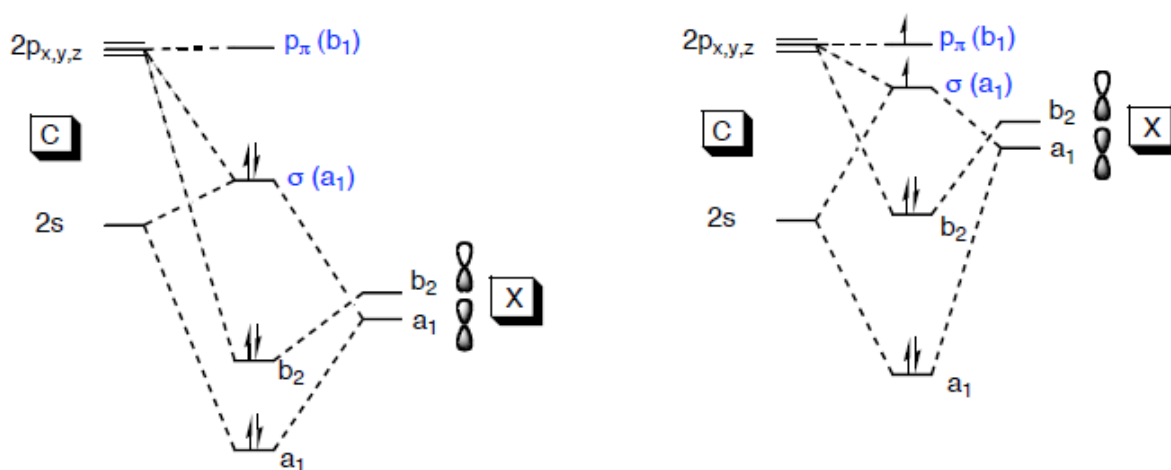 2px,y,z
pπ (b1)
C
σ (a1)
2s
b2
X
a1
b2
a1
2px,y,z
pπ (b1)
σ (a1)
C
b2
X
a1
2s
b2
a1